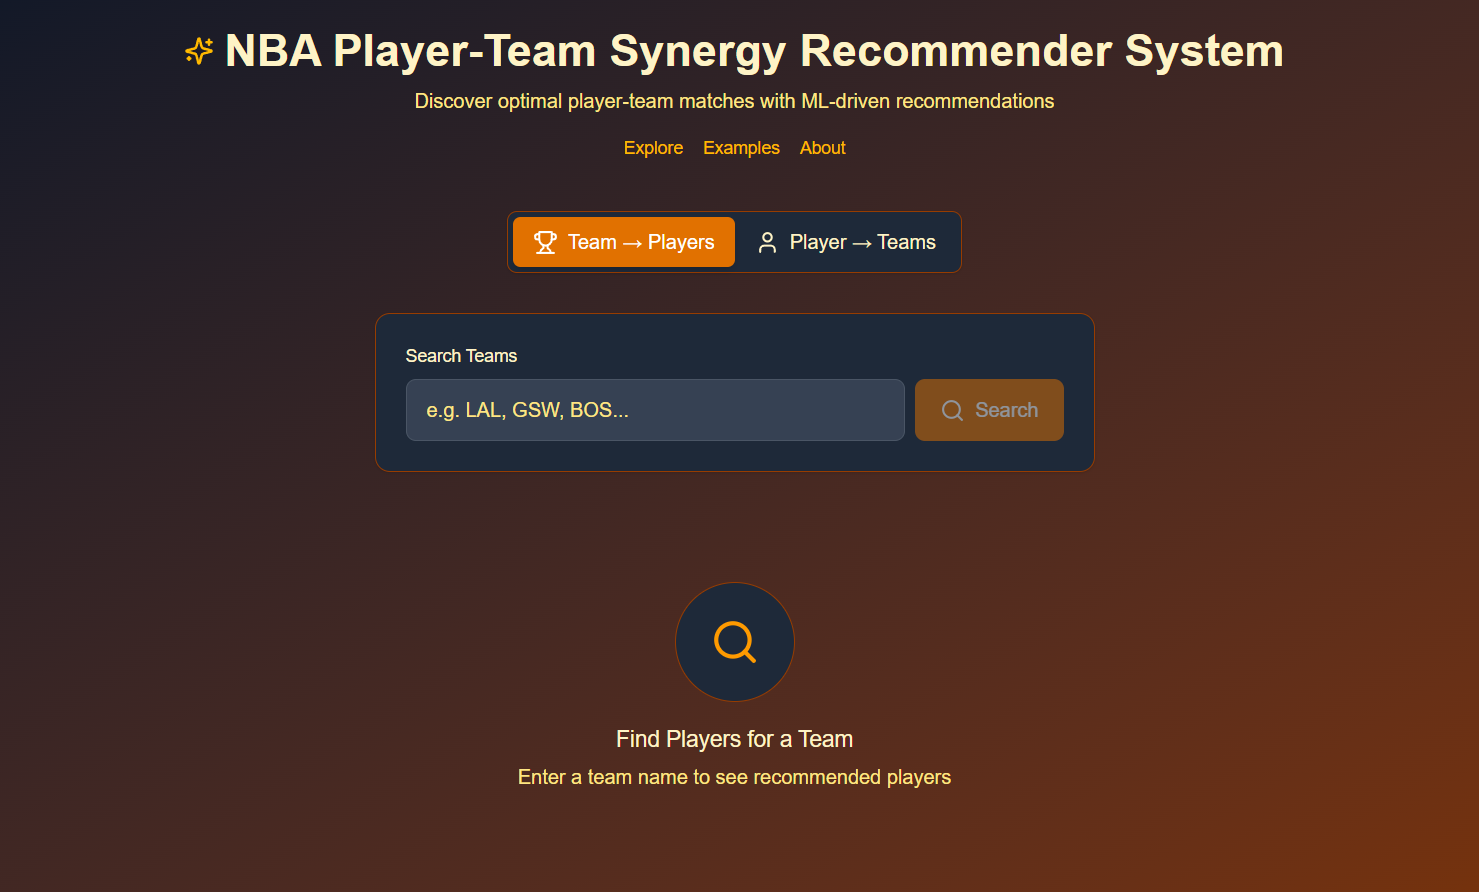 NBA Player-Team Synergy Recommender System
Discover optimal player-team matches with ML-driven recommendations
Explore Examples About
Team → Players Player → Teams
Search Teams
e.g. LAL, GSW, BOS... Search
Find Players for a Team
Enter a team name to see recommended players